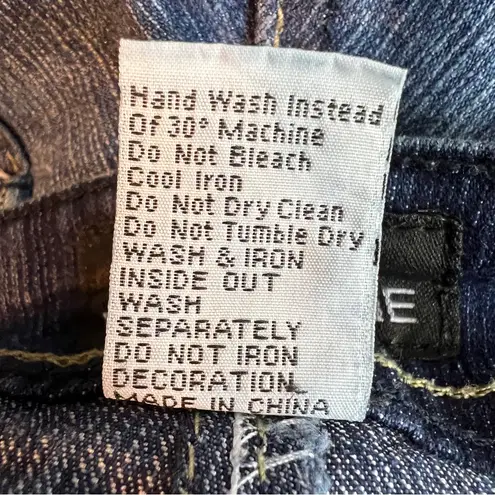 Hand Wash Instead
Of 30° Machine
Do Not Bleach
Cool Iron
Do Not Dry Clean
Do Not Tumble Dry
WASH & IRON
INSIDE OUT
WASH
SEPARATELY
DO NOT IRON
DECORATION
MADE IN CHINA